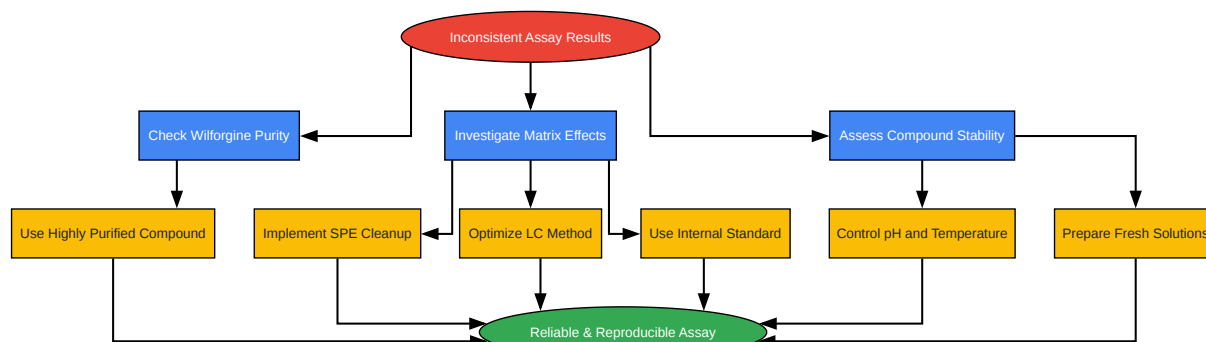 Inconsistent Assay Results
Check Wilforgine Purity
Investigate Matrix Effects
Assess Compound Stability
Use Highly Purified Compound
Implement SPE Cleanup
Optimize LC Method
Use Internal Standard
Control pH and Temperature
Prepare Fresh Solutions
Reliable & Reproducible Assay